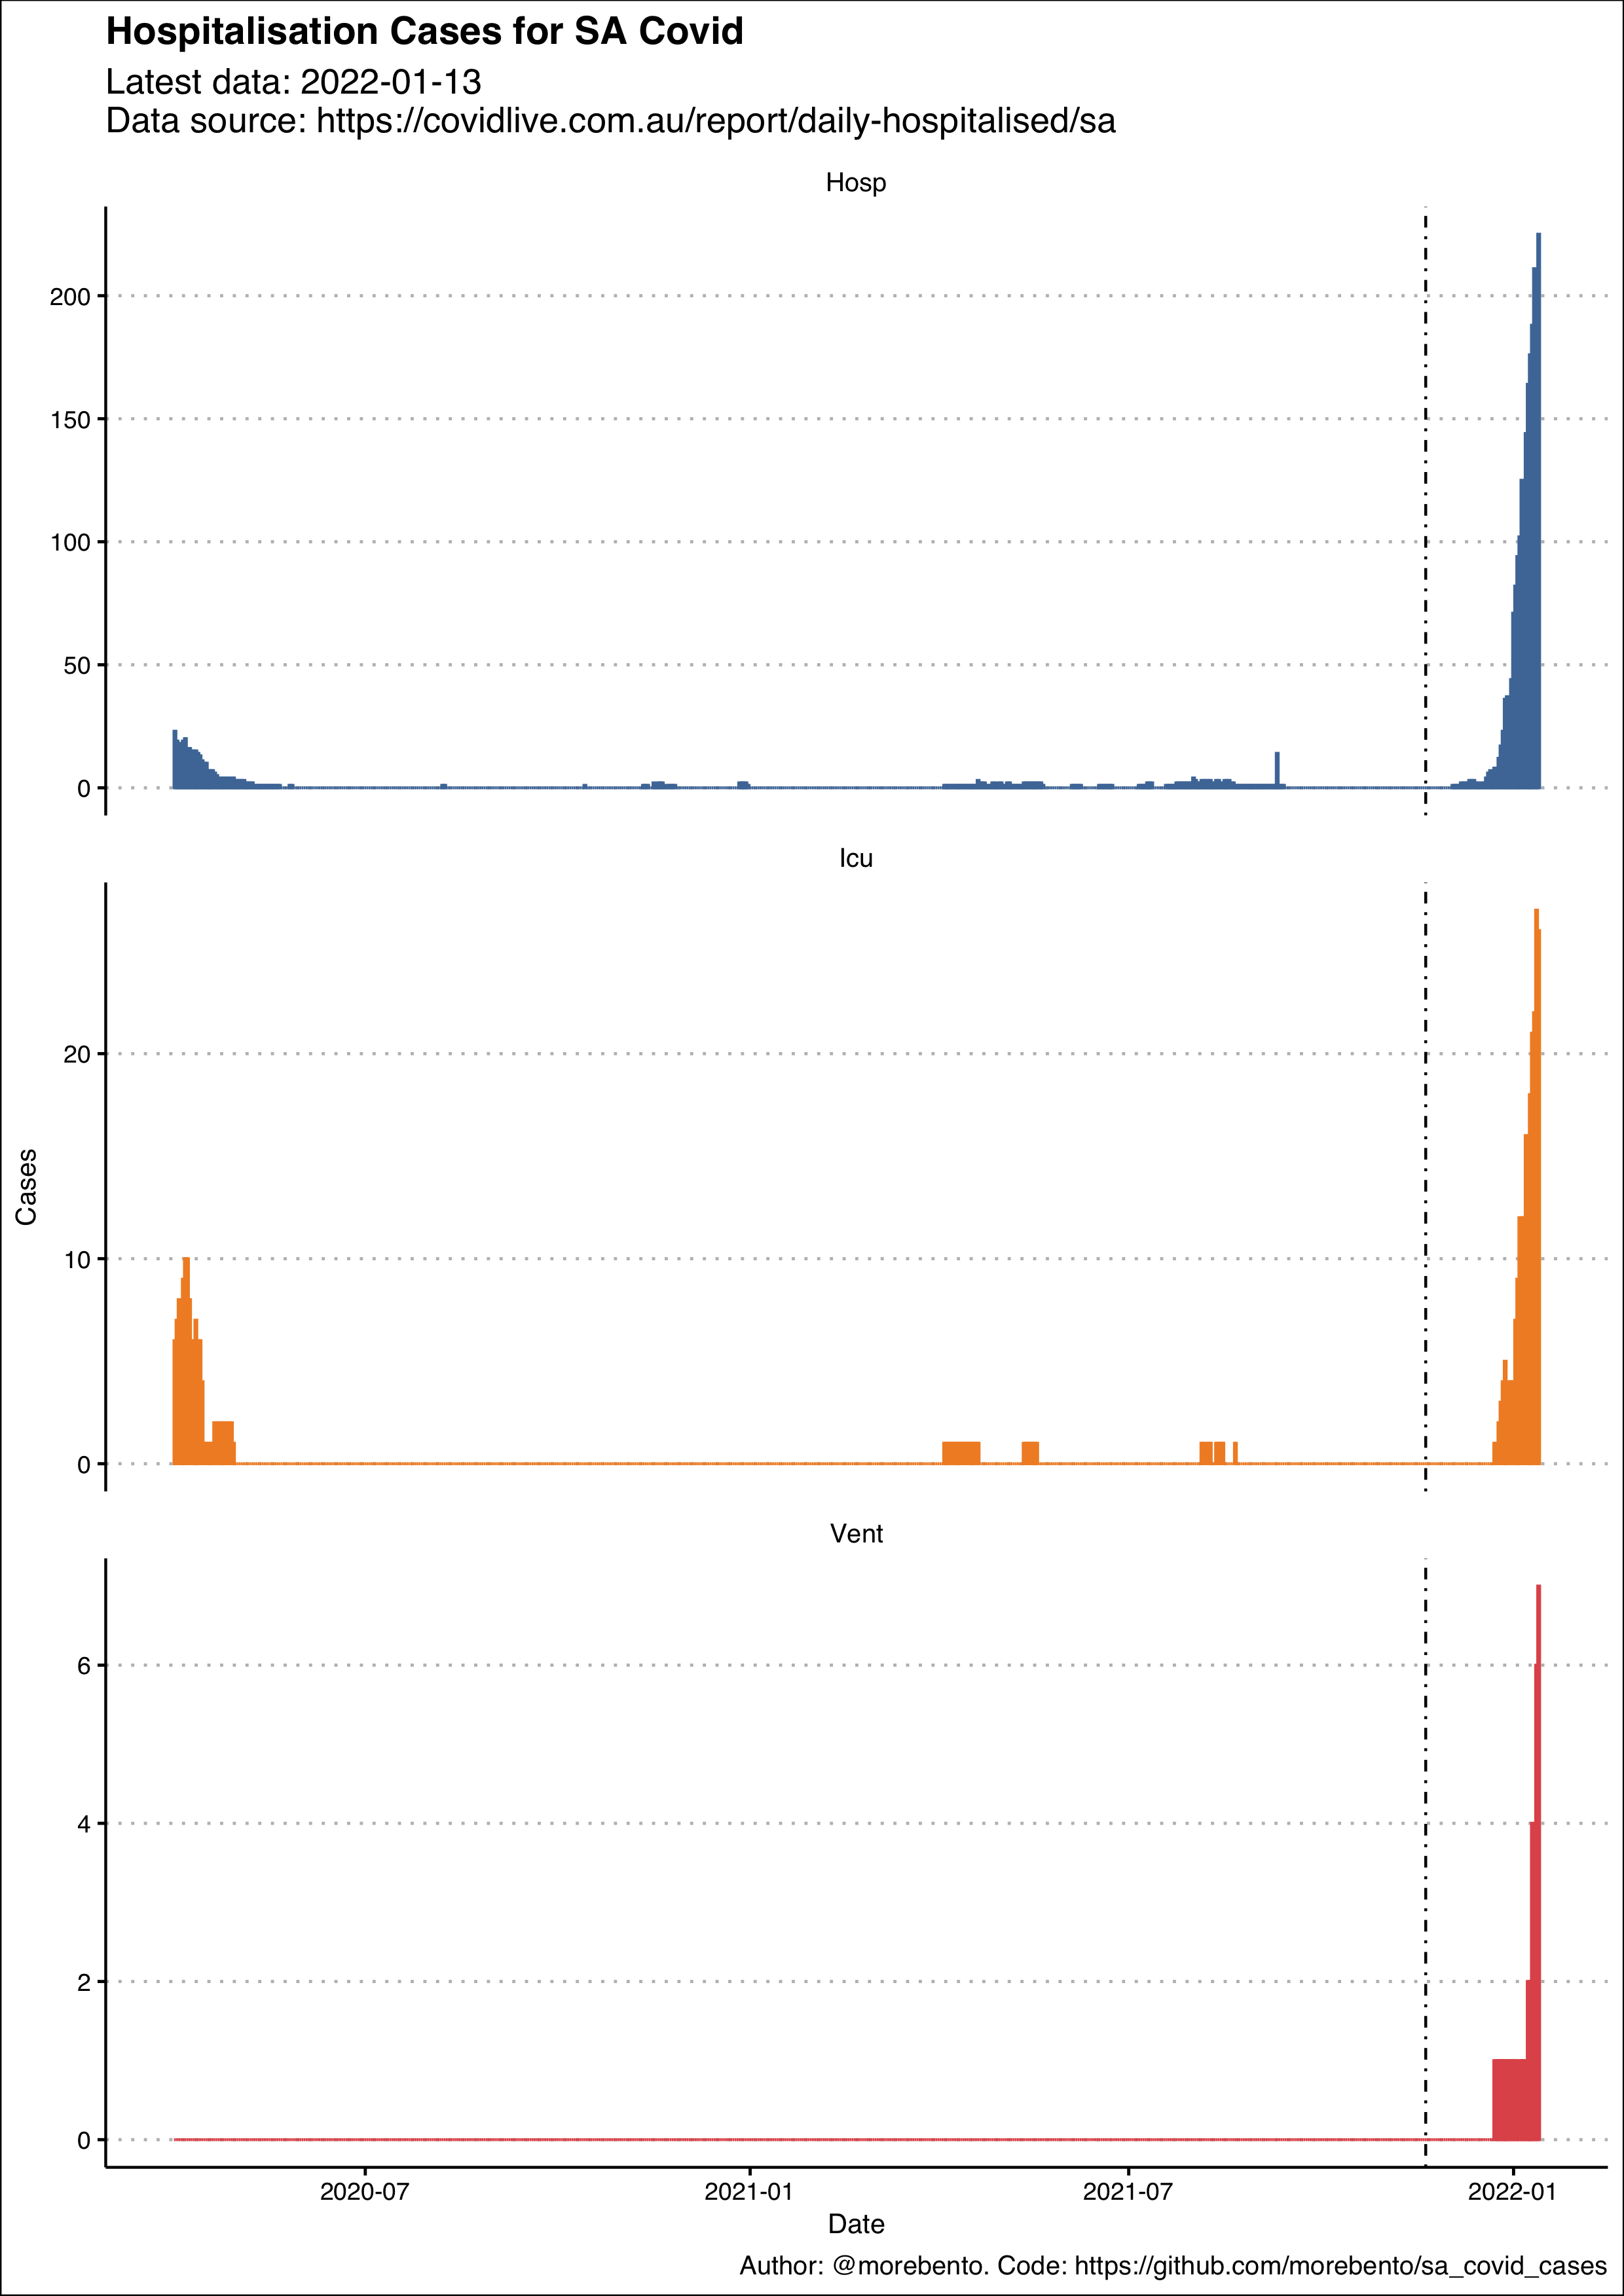 Hospitalisation Cases for SA Covid
Latest data: 2022-01-13
Data source: https://covidlive.com.au/report/daily-hospitalised/sa
Hosp
200
150
100
50
0
Icu
20
10
0
Cases
Vent
6
4
2
0
2020-07
2021-01
2021-07
2022-01
Date
Author: @morebento. Code: https://github.com/morebento/sa_covid_cases